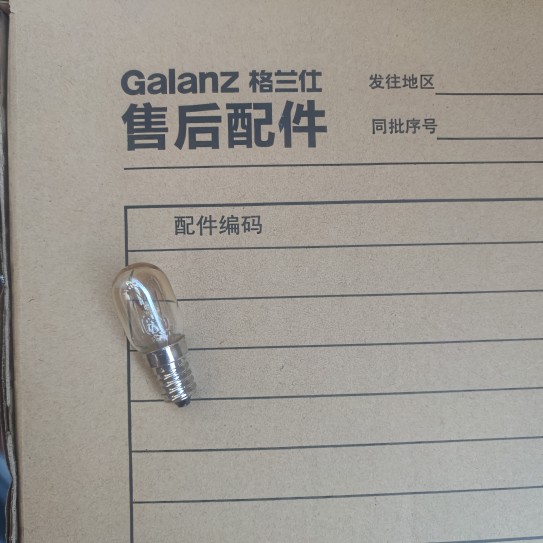 Galanz 格兰仕
售后配件
发往地区
同批序号
配件编码